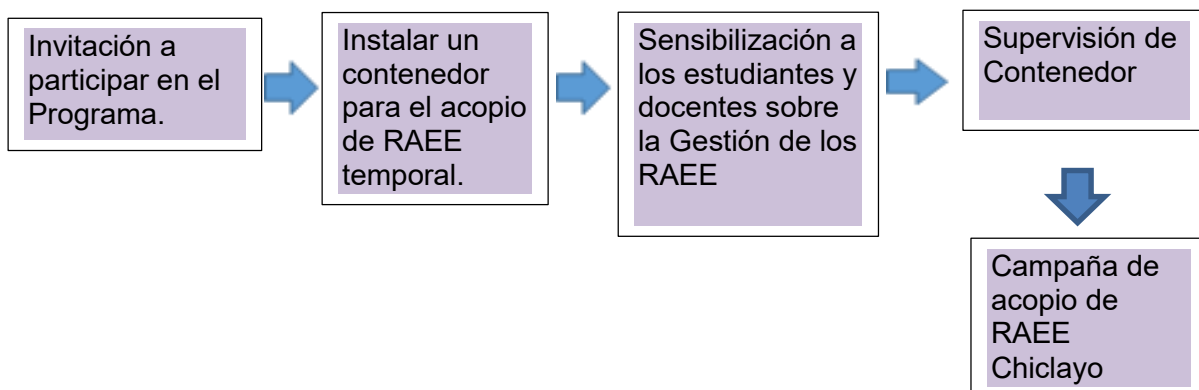 Invitación a
participar en el
Programa.
Instalar un
contenedor
para el acopio
de RAEE
temporal.
Sensibilización a
los estudiantes y
docentes sobre
la Gestión de los
RAEE
Supervisión de
Contenedor
Campaña de
acopio de
RAEE
Chiclayo